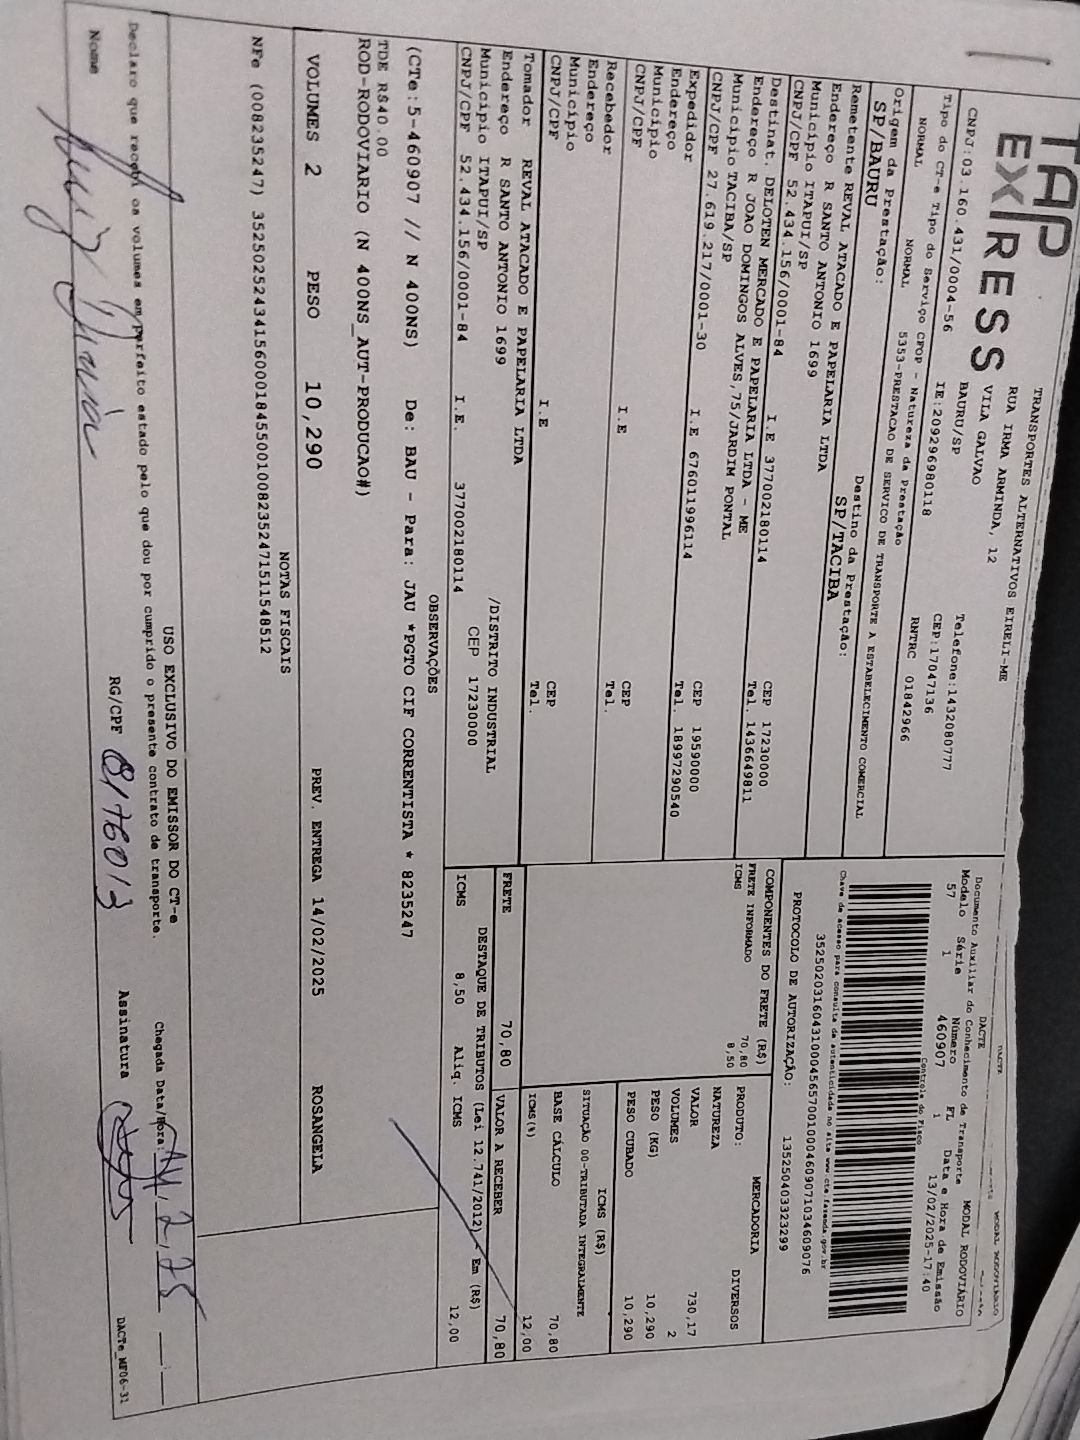 TAP
EXPRESS
TRANSPORTES ALTERNATIVOS EIRELI-ME
RUA IRMA ARMINDA, 12
VILA GALVAO
BAURU/SP
Telefone:1432080777
CNPJ:03.160.431/0004-56 IE:209296980118 CEP:17047136
Tipo do CT-e Tipo do Serviço CFOP - Natureza da Prestação RNTRC 01842966
NORMAL NORMAL 5353-PRESTACAO DE SERVICO DE TRANSPORTE A ESTABELECIMENTO COMERCIAL
Origem da Prestação: Destino da Prestação:
SP/BAURU SP/TACIBA
Remetente REVAL ATACADO E PAPELARIA LTDA
Endereço R SANTO ANTONIO 1699
Município ITAPUI/SP CEP 17230000
CNPJ/CPF 52.434.156/0001-84 I.E 377002180114 Tel. 1436649811
Destinat. DELOTEN MERCADO E PAPELARIA LTDA - ME
Endereço R JOAO DOMINGOS ALVES,75/JARDIM PONTAL
Município TACIBA/SP CEP 19590000
CNPJ/CPF 27.619.217/0001-30 I.E 676011996114 Tel. 18997290540
Expedidor
Endereço
Município CEP
CNPJ/CPF I.E Tel.
Recebedor
Endereço
Município CEP
CNPJ/CPF I.E Tel.
Tomador REVAL ATACADO E PAPELARIA LTDA
Endereço R SANTO ANTONIO 1699 /DISTRITO INDUSTRIAL
Município ITAPUI/SP CEP 17230000
CNPJ/CPF 52.434.156/0001-84 I.E. 377002180114
DACTE
Documento Auxiliar do Conhecimento de Transporte MODAL RODOVIÁRIO
Modelo Série Número FL Data e Hora de Emissão
57 1 460907 1 13/02/2025-17:40
Controle do Fisco
Chave de acesso para consulta de autenticidade no site www.cte.fazenda.gov.br
35250203160431000456570010004609071034609076
PROTOCOLO DE AUTORIZAÇÃO: 135250403323299
COMPONENTES DO FRETE (R$)
FRETE INFORMADO 70,80
ICMS 8,50
PRODUTO: MERCADORIA
NATUREZA DIVERSOS
VALOR 730,17
VOLUMES 2
PESO (KG) 10,290
PESO CUBADO 10,290
ICMS (R$)
SITUAÇÃO 00-TRIBUTADA INTEGRALMENTE
BASE CÁLCULO 70,80
ICMS(%) 12,00
FRETE 70,80 VALOR A RECEBER 70,80
DESTAQUE DE TRIBUTOS (Lei 12.741/2012) - Em (R$)
ICMS 8,50 Aliq. ICMS 12,00
OBSERVAÇÕES
(CTe:5-460907 // N 400NS) De: BAU - Para: JAU *PGTO CIF CORRENTISTA * 8235247
TDE R$40.00
ROD-RODOVIARIO (N 400NS_AUT-PRODUCAO#)
VOLUMES 2 PESO 10,290 PREV. ENTREGA 14/02/2025 ROSANGELA
NOTAS FISCAIS
NFe (008235247) 35250252434156000184550010082352471511548512
USO EXCLUSIVO DO EMISSOR DO CT-e
Declaro que recebi os volumes em perfeito estado pelo que dou por cumprido o presente contrato de transporte. Chegada Data/Hora
Nome RG/CPF 8176013 Assinatura
DACTe_MF06-31